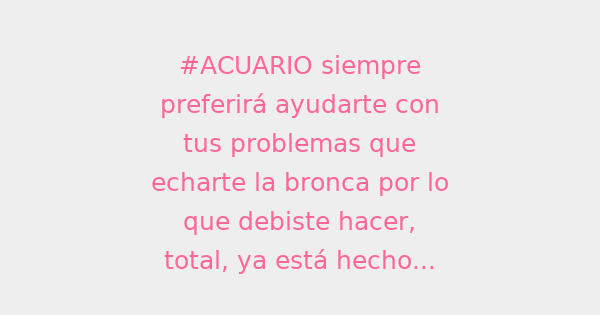 #ACUARIO siempre
preferirá ayudarte con
tus problemas que
echarte la bronca por lo
que debiste hacer,
total, ya está hecho...